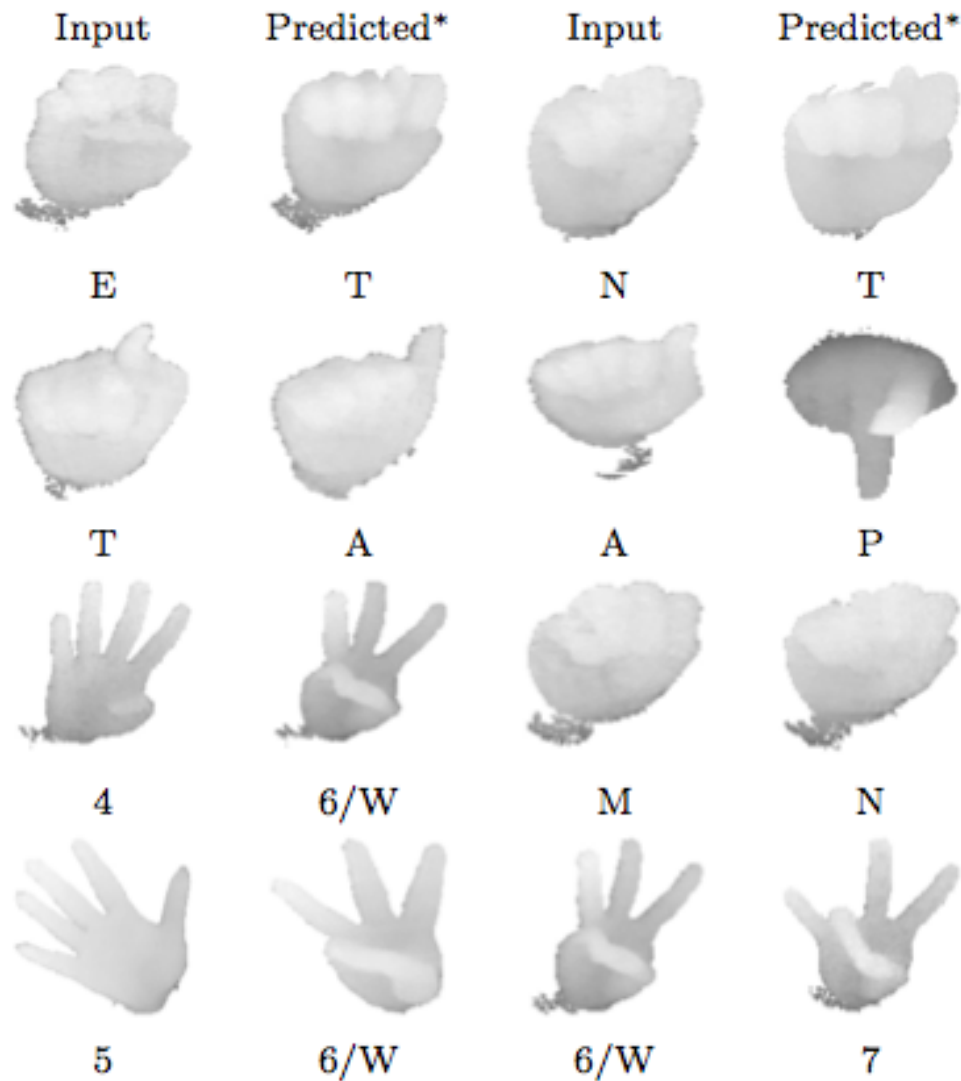 Input Predicted* Input Predicted*
E T N T
T A A P
4 6/W M N
5 6/W 6/W 7